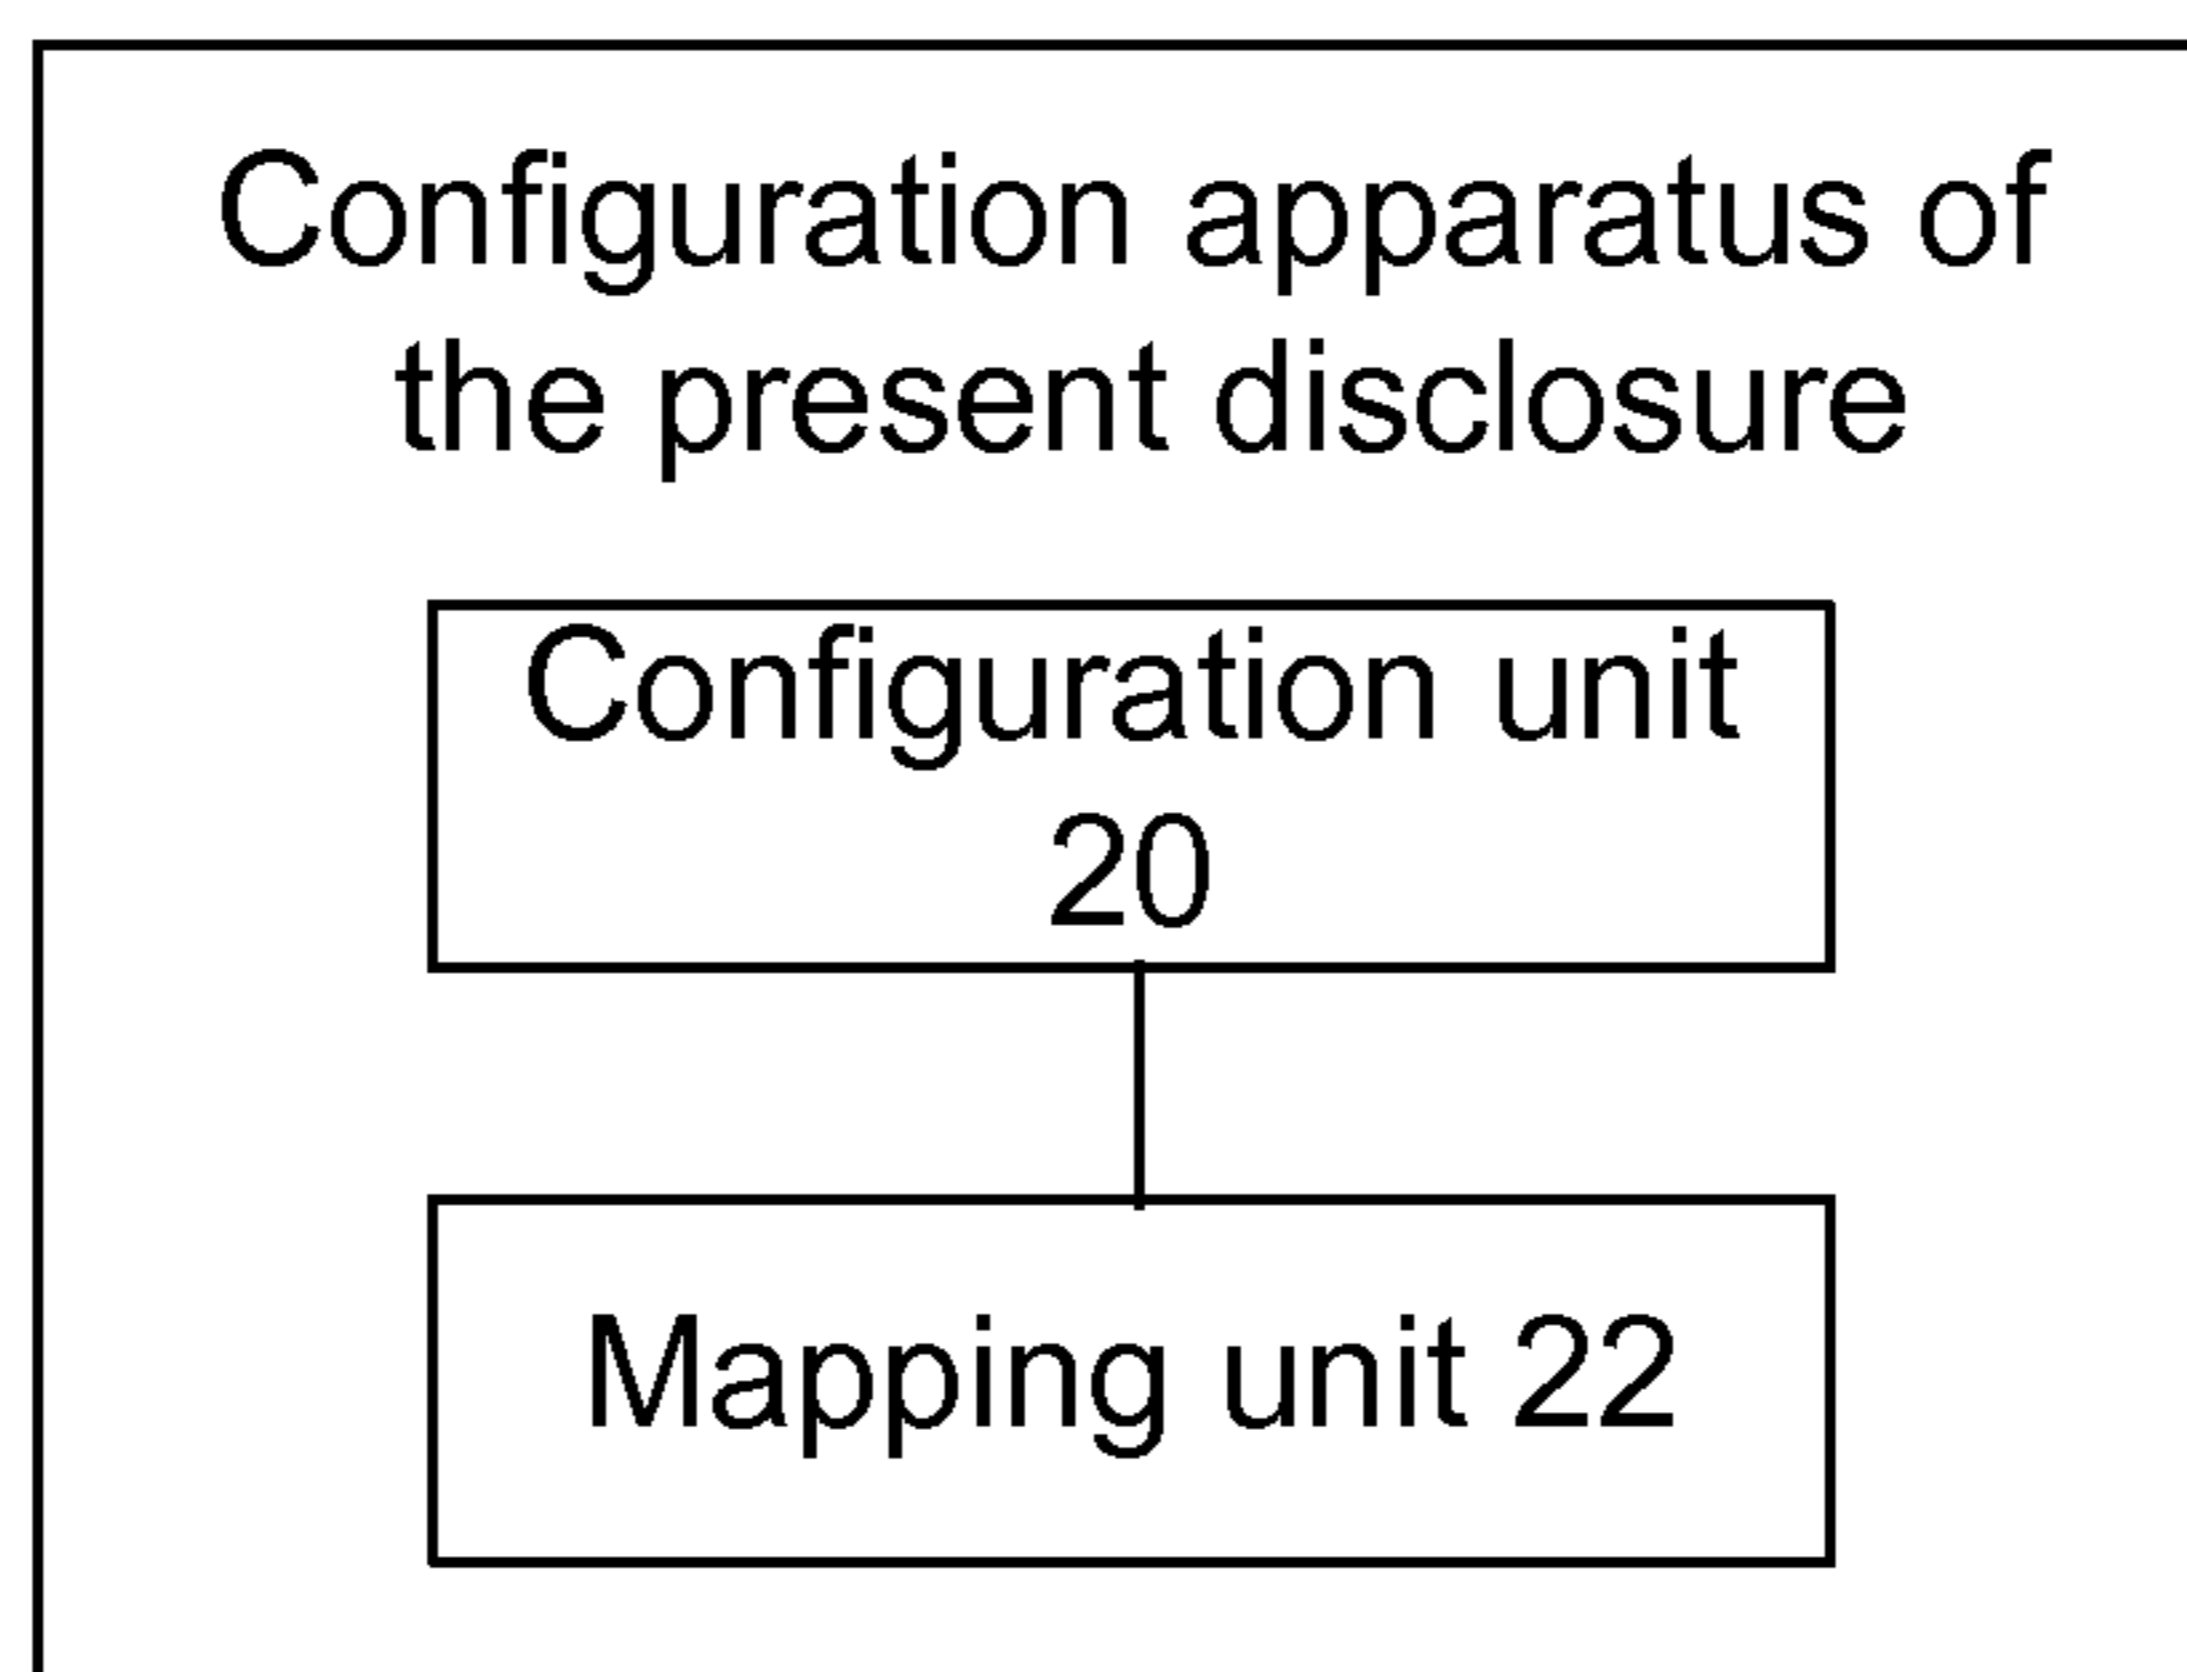 Configuration apparatus of
the present disclosure
Configuration unit
20
Mapping unit 22